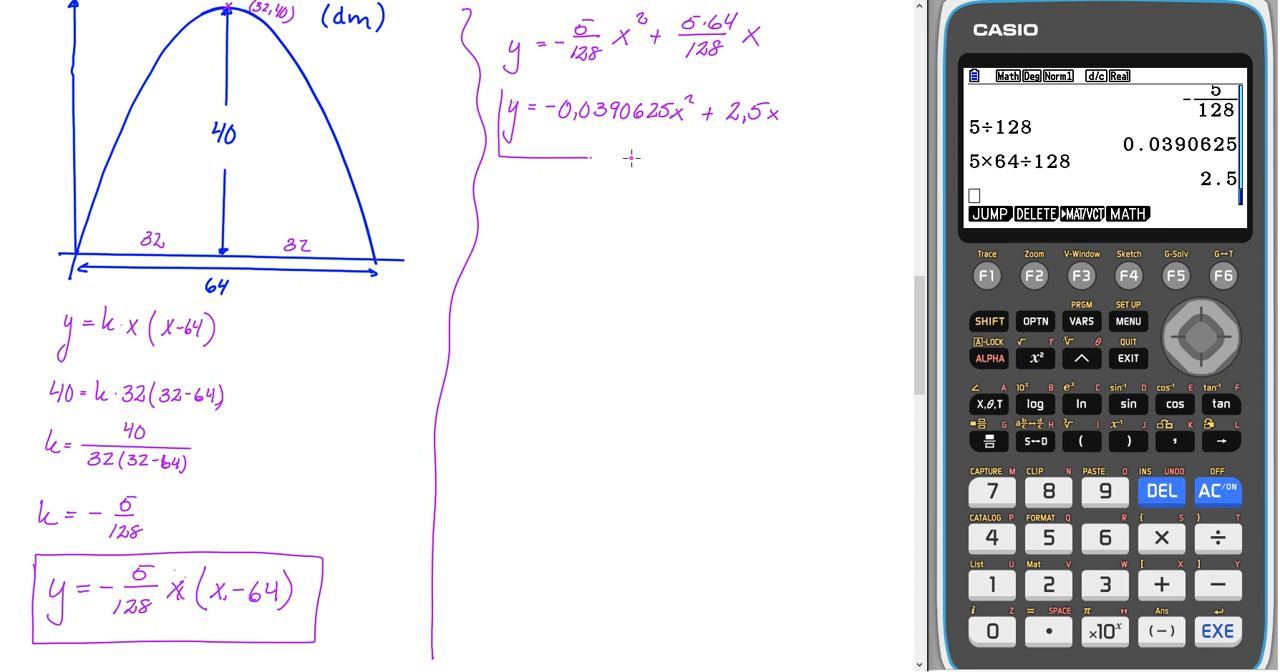 (32,40)
(dm)
40
32
32
64
y = k·x(x-64)
40 = k·32(32-64)
k = 40/32(32-64)
k = -5/128
y = -5/128 x(x-64)
y = -5/128 x² + 5·64/128 x
y = -0,0390625x² + 2,5x
CASIO
Math Deg Norm1 d/c Real
-5/128
5÷128
0.0390625
5×64÷128
2.5
JUMP DELETE ▶MAT/VCT MATH
Trace Zoom V-Window Sketch G-Solv G↔T
F1 F2 F3 F4 F5 F6
PRGM SET UP
SHIFT OPTN VARS MENU
A-LOCK √ r θ QUIT
ALPHA x² ^ EXIT
∠ A 10ˣ B eˣ C sin⁻¹ D cos⁻¹ E tan⁻¹ F
X,θ,T log ln sin cos tan
G H I x⁻¹ J K L
S↔D ( ) , →
CAPTURE M CLIP N PASTE O INS UNDO OFF
7 8 9 DEL AC/ON
CATALOG P FORMAT Q R { S } T
4 5 6 × ÷
List U Mat V W [ X ] Y
1 2 3 + −
i Z = SPACE π ,, Ans ↵
0 . ×10ˣ (−) EXE